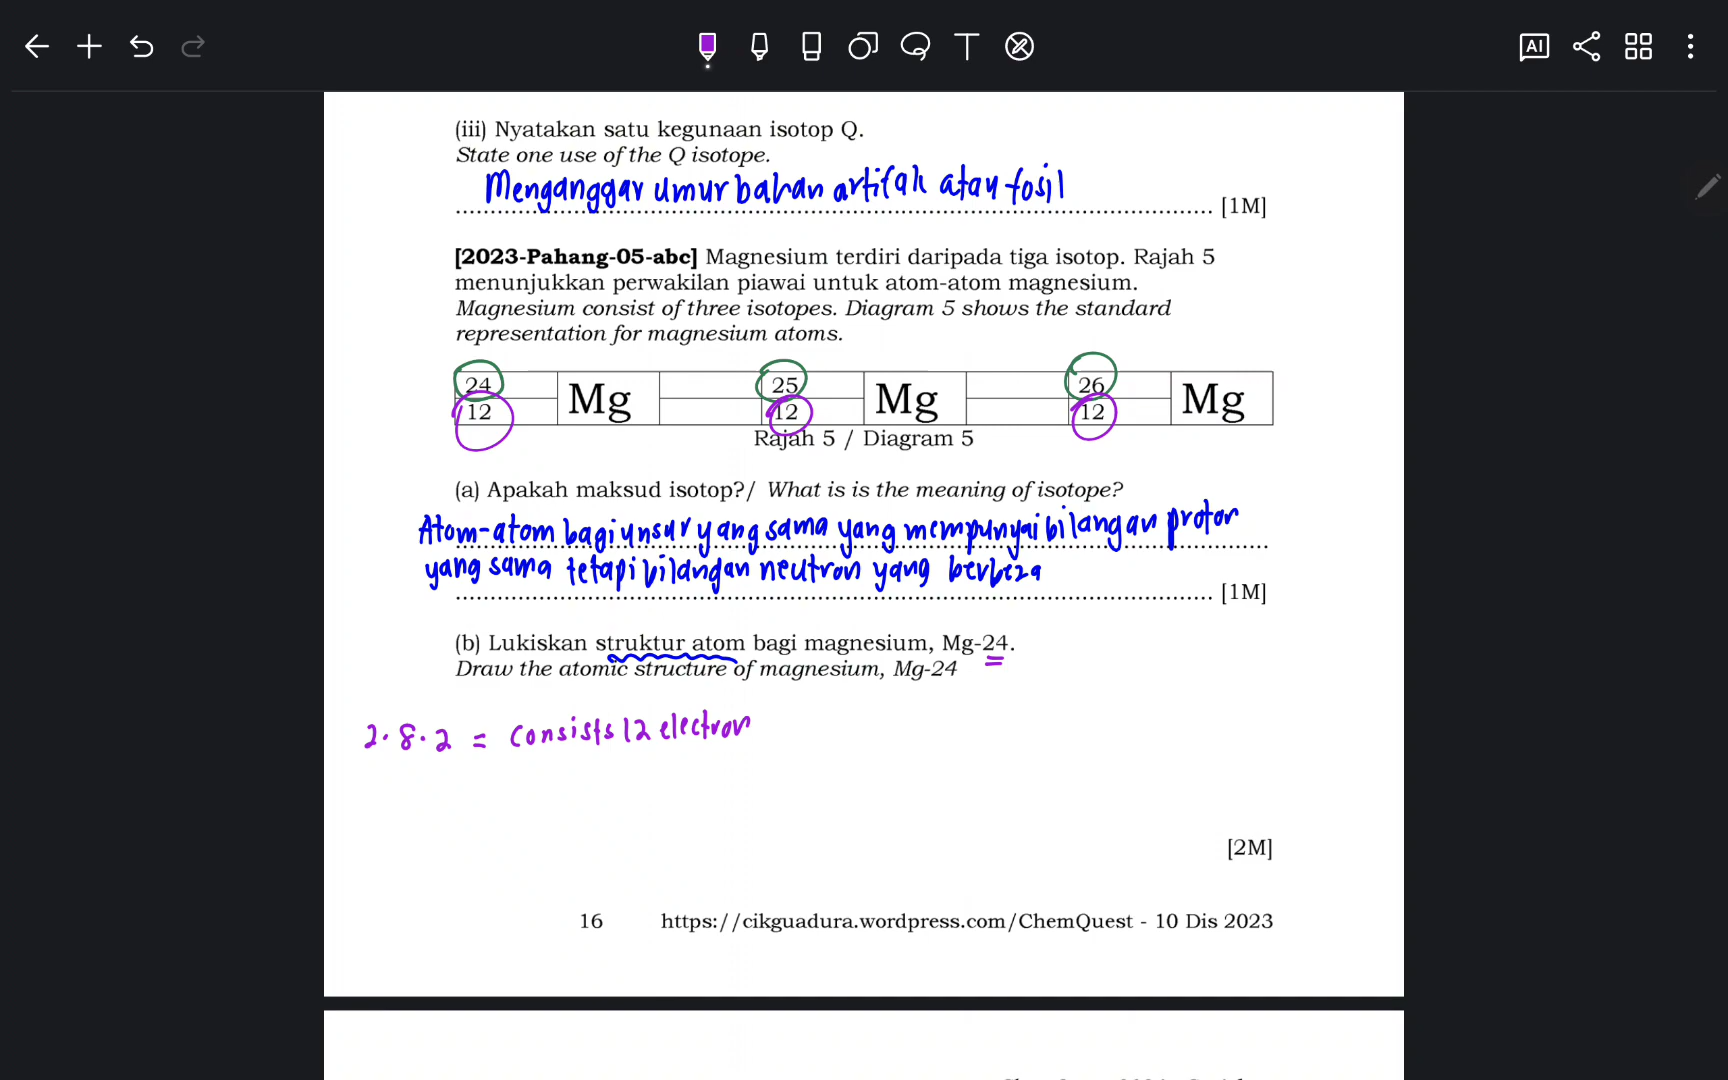 AI
T
(iii) Nyatakan satu kegunaan isotop Q.
State one use of the Q isotope.
Menganggar umur bahan artifak atau fosil
[1M]
[2023-Pahang-05-abc] Magnesium terdiri daripada tiga isotop. Rajah 5
menunjukkan perwakilan piawai untuk atom-atom magnesium.
Magnesium consist of three isotopes. Diagram 5 shows the standard
representation for magnesium atoms.
24 Mg 25 Mg 26 Mg
12 12 12
Rajah 5 / Diagram 5
(a) Apakah maksud isotop?/ What is is the meaning of isotope?
Atom-atom bagi unsur yang sama yang mempunyai bilangan proton
yang sama tetapi bilangan neutron yang berbeza
[1M]
(b) Lukiskan struktur atom bagi magnesium, Mg-24.
Draw the atomic structure of magnesium, Mg-24
2.8.2 = consists 12 electron
[2M]
16 https://cikguadura.wordpress.com/ChemQuest - 10 Dis 2023